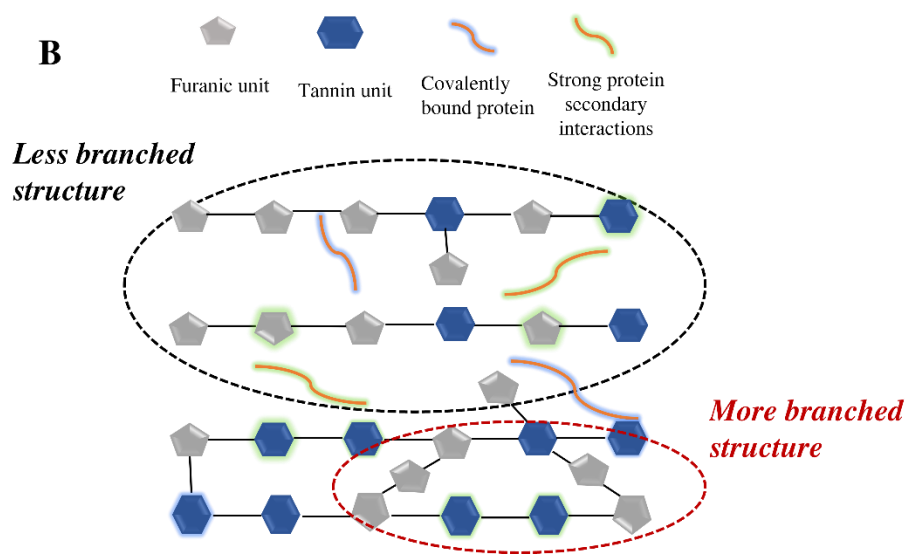 B
Furanic unit
Tannin unit
Covalently
bound protein
Strong protein
secondary
interactions
Less branched
structure
More branched
structure